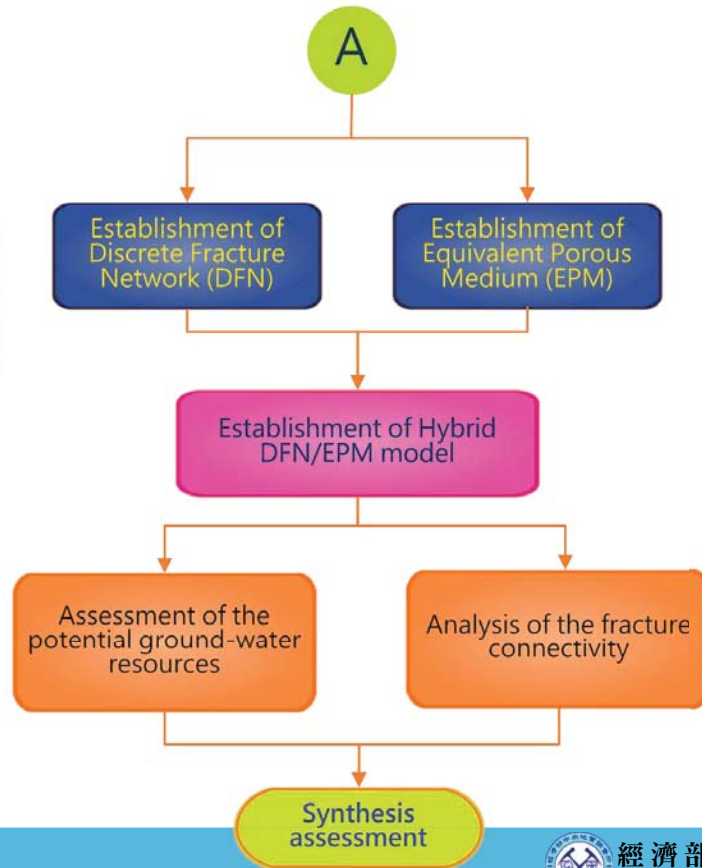 A
Establishment of
Discrete Fracture
Network (DFN)
Establishment of
Equivalent Porous
Medium (EPM)
Establishment of Hybrid
DFN/EPM model
Assessment of the
potential ground-water
resources
Analysis of the fracture
connectivity
Synthesis
assessment
經濟部